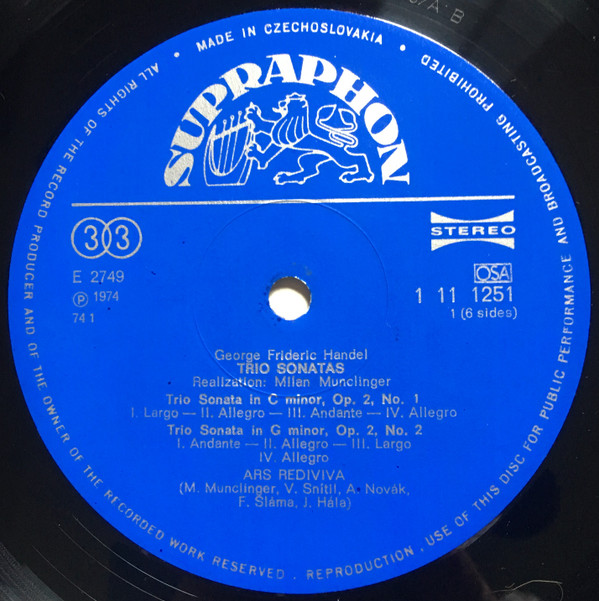 MADE IN CZECHOSLOVAKIA
ALL RIGHTS OF THE RECORD PRODUCER AND OF THE OWNER OF THE RECORDED WORK RESERVED . REPRODUCTION , USE OF THIS DISC FOR PUBLIC PERFORMANCE AND BROADCASTING PROHIBITED
SUPRAPHON
33
STEREO
E 2749
OSA
Ⓟ 1974
1 11 1251
74 1
1 (6 sides)
George Frideric Handel
TRIO SONATAS
Realization: Milan Munclinger
Trio Sonata in C minor, Op. 2, No. 1
I. Largo — II. Allegro — III. Andante — IV. Allegro
Trio Sonata in G minor, Op. 2, No. 2
I. Andante — II. Allegro — III. Largo
IV. Allegro
ARS REDIVIVA
(M. Munclinger, V. Snítil, A. Novák,
F. Sláma, J. Hála)